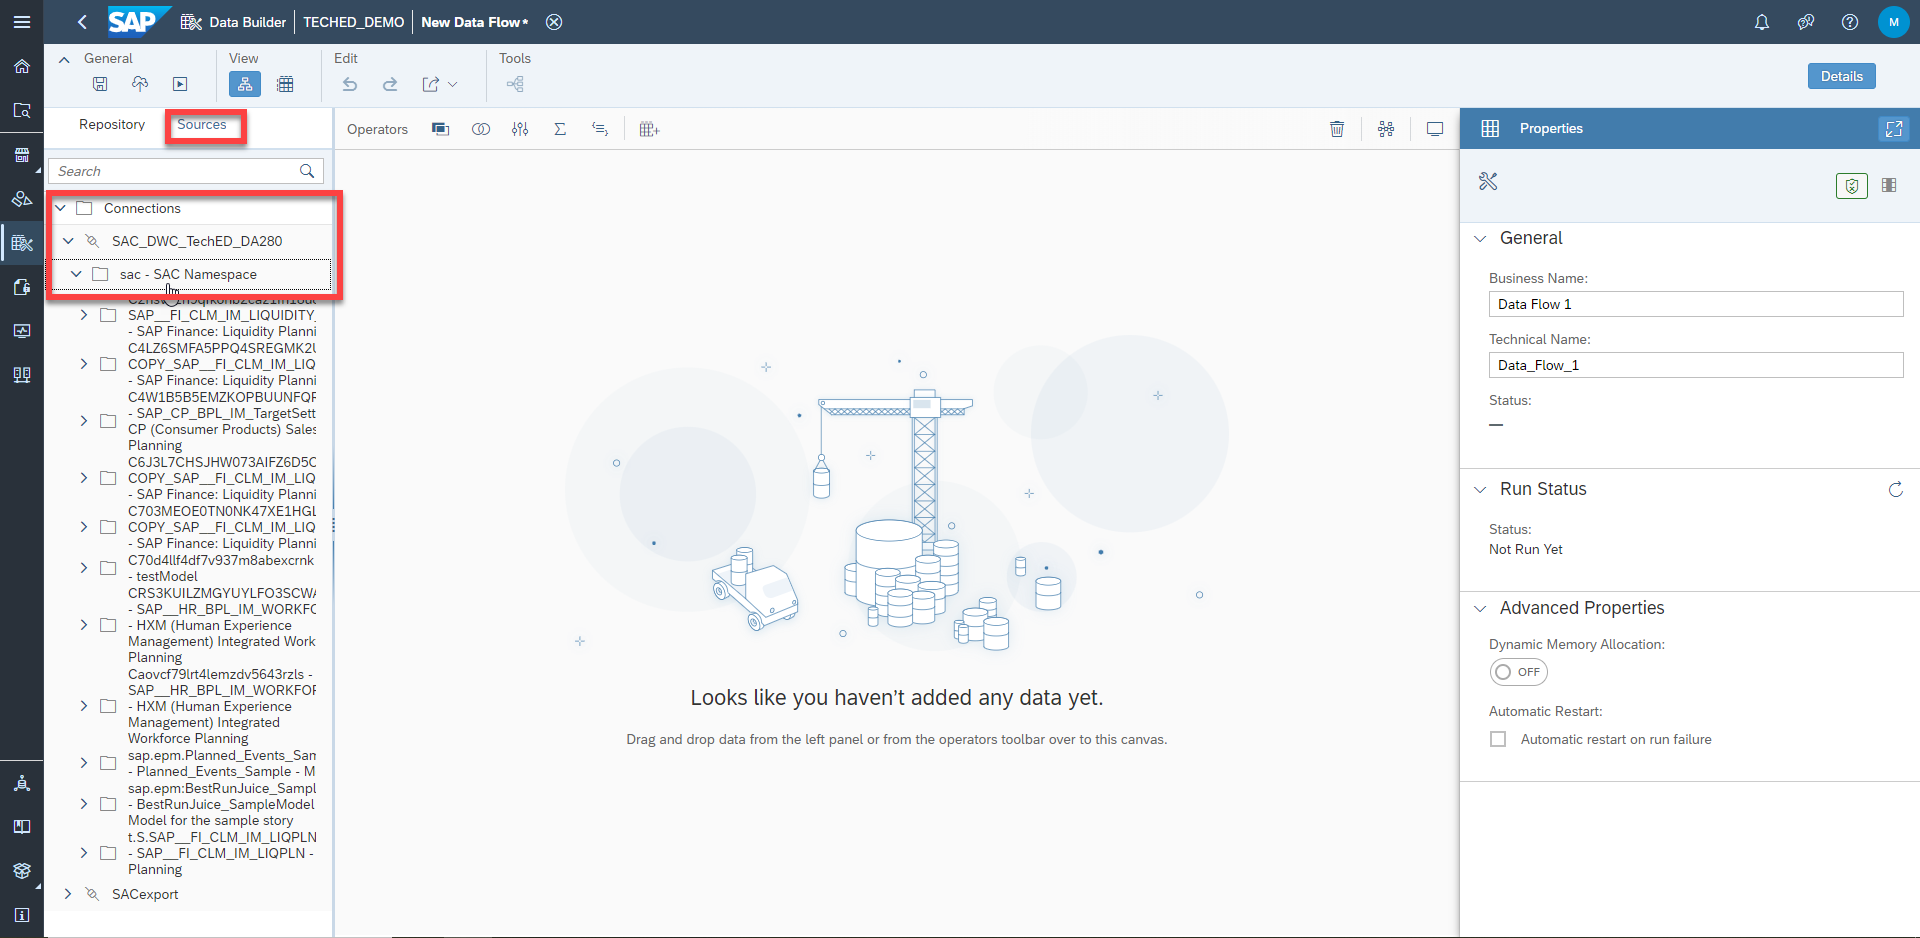 SAP Data Builder TECHED_DEMO New Data Flow* M
General View Edit Tools
Details
Repository Sources
Operators
Properties
Search
Connections
SAC_DWC_TechED_DA280
sac - SAC Namespace
SAP__FI_CLM_IM_LIQUIDITY_
- SAP Finance: Liquidity Planni
C4LZ6SMFA5PPQ4SREGMK2U
COPY_SAP__FI_CLM_IM_LIQ
- SAP Finance: Liquidity Planni
C4W1B5B5EMZKOPBUUNFQF
- SAP_CP_BPL_IM_TargetSett
CP (Consumer Products) Sales
Planning
C6J3L7CHSJHW073AIFZ6D5C
COPY_SAP__FI_CLM_IM_LIQ
- SAP Finance: Liquidity Planni
C703MEOE0TN0NK47XE1HGL
COPY_SAP__FI_CLM_IM_LIQ
- SAP Finance: Liquidity Planni
C70d4llf4df7v937m8abexcrnk
- testModel
CRS3KUILZMGYUYLFO3SCWA
- SAP__HR_BPL_IM_WORKFC
- HXM (Human Experience
Management) Integrated Work
Planning
Caovcf79lrt4lemzdv5643rzls -
SAP__HR_BPL_IM_WORKFOF
- HXM (Human Experience
Management) Integrated
Workforce Planning
sap.epm.Planned_Events_Sam
- Planned_Events_Sample - M
sap.epm:BestRunJuice_Sampl
- BestRunJuice_SampleModel
Model for the sample story
t.S.SAP__FI_CLM_IM_LIQPLN
- SAP__FI_CLM_IM_LIQPLN -
Planning
SACexport
Looks like you haven't added any data yet.
Drag and drop data from the left panel or from the operators toolbar over to this canvas.
General
Business Name:
Data Flow 1
Technical Name:
Data_Flow_1
Status:
—
Run Status
Status:
Not Run Yet
Advanced Properties
Dynamic Memory Allocation:
OFF
Automatic Restart:
Automatic restart on run failure